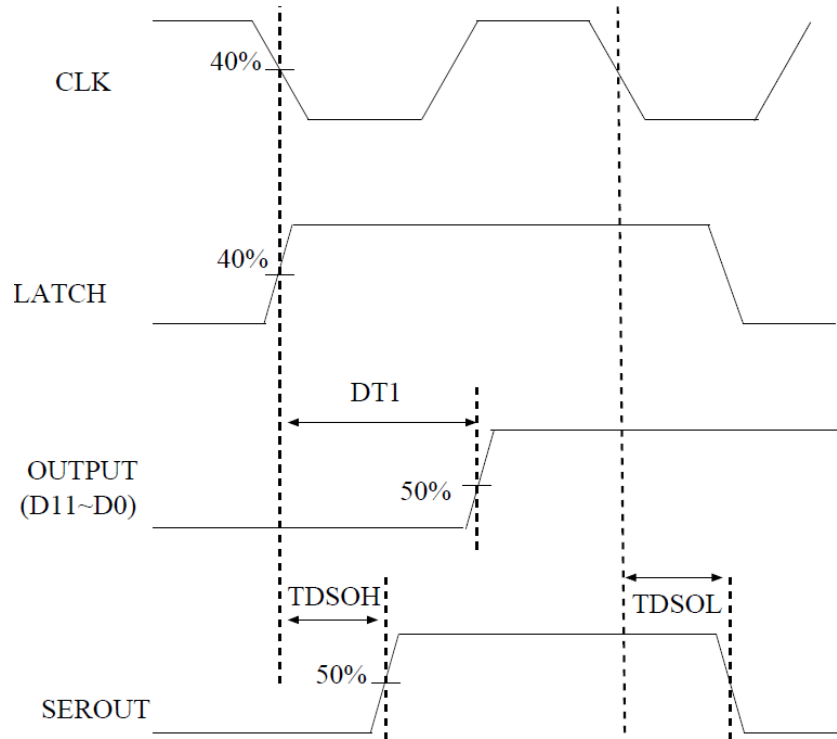 40%
CLK
40%
LATCH
DT1
OUTPUT
50%
(D11~D0)
TDSOH
TDSOL
50%
SEROUT